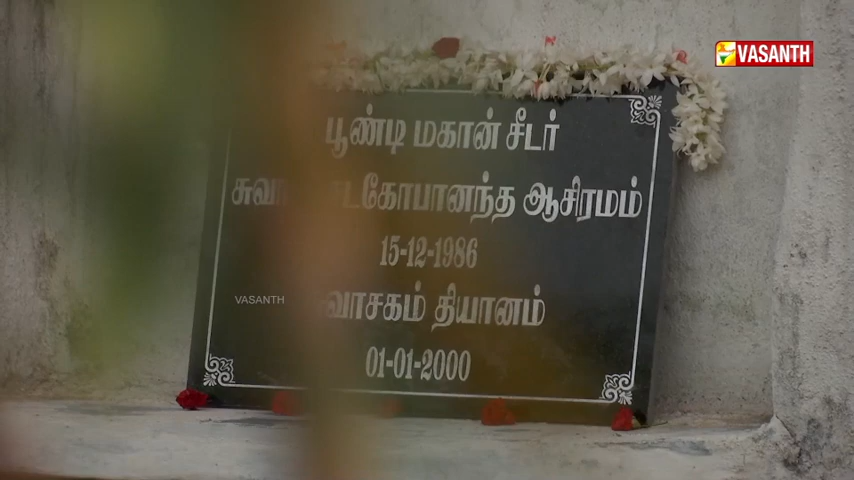 VASANTH
பூண்டி மகான் சீடர்
ஆசிரமம்
15-12-1986
VASANTH
தியானம்
01-01-2000